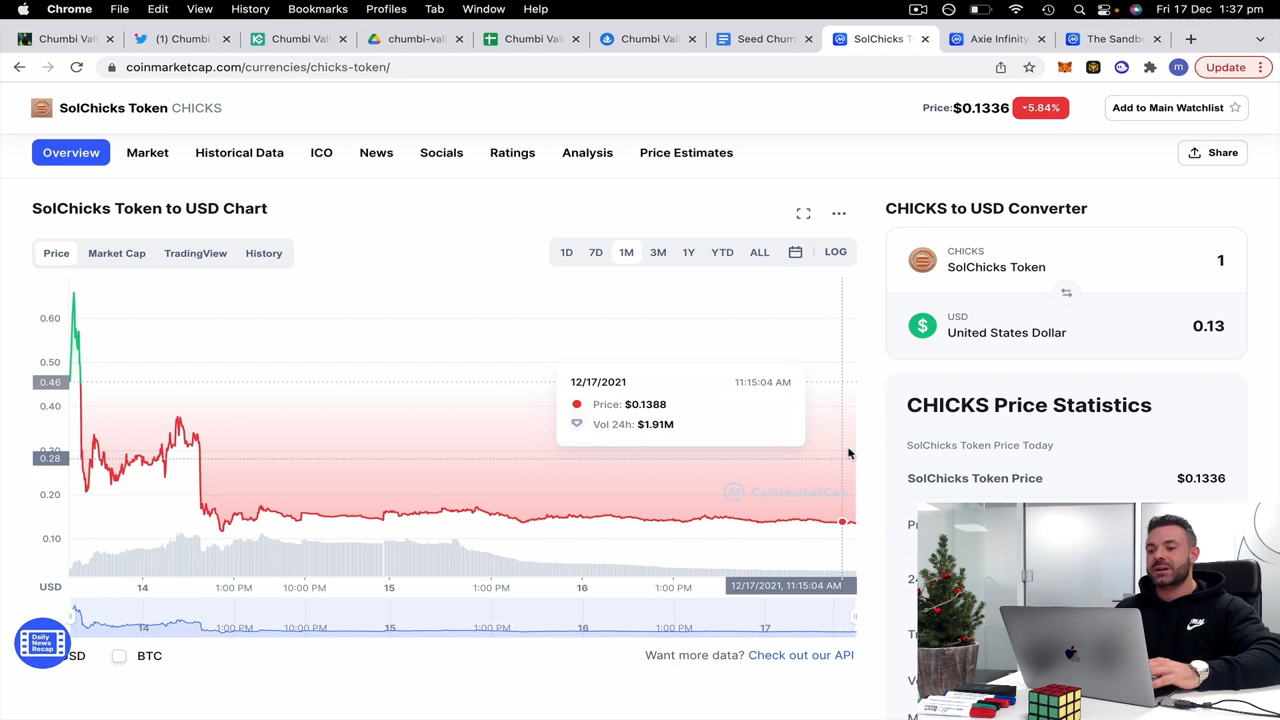 Chrome File Edit View History Bookmarks Profiles Tab Window Help Fri 17 Dec 1:37 pm
Chumbi Val (1) Chumbi Chumbi Val chumbi-val Chumbi Val Chumbi Val Seed Chum SolChicks T Axie Infinity The Sandb
coinmarketcap.com/currencies/chicks-token/ m Update
SolChicks Token CHICKS Price:$0.1336 5.84% Add to Main Watchlist
Overview Market Historical Data ICO News Socials Ratings Analysis Price Estimates Share
SolChicks Token to USD Chart
Price Market Cap TradingView History 1D 7D 1M 3M 1Y YTD ALL LOG
0.60
0.50
0.46
0.40
0.30
0.28
0.20
0.10
12/17/2021 11:15:04 AM
Price: $0.1388
Vol 24h: $1.91M
CoinMarketCap
USD 14 1:00 PM 10:00 PM 15 1:00 PM 16 1:00 PM 12/17/2021, 11:15:04 AM
14 1:00 PM 10:00 PM 15 1:00 PM 16 1:00 PM 17
Daily
News
Recap
SD BTC
Want more data? Check out our API
CHICKS to USD Converter
CHICKS
SolChicks Token 1
USD
United States Dollar 0.13
CHICKS Price Statistics
SolChicks Token Price Today
SolChicks Token Price $0.1336